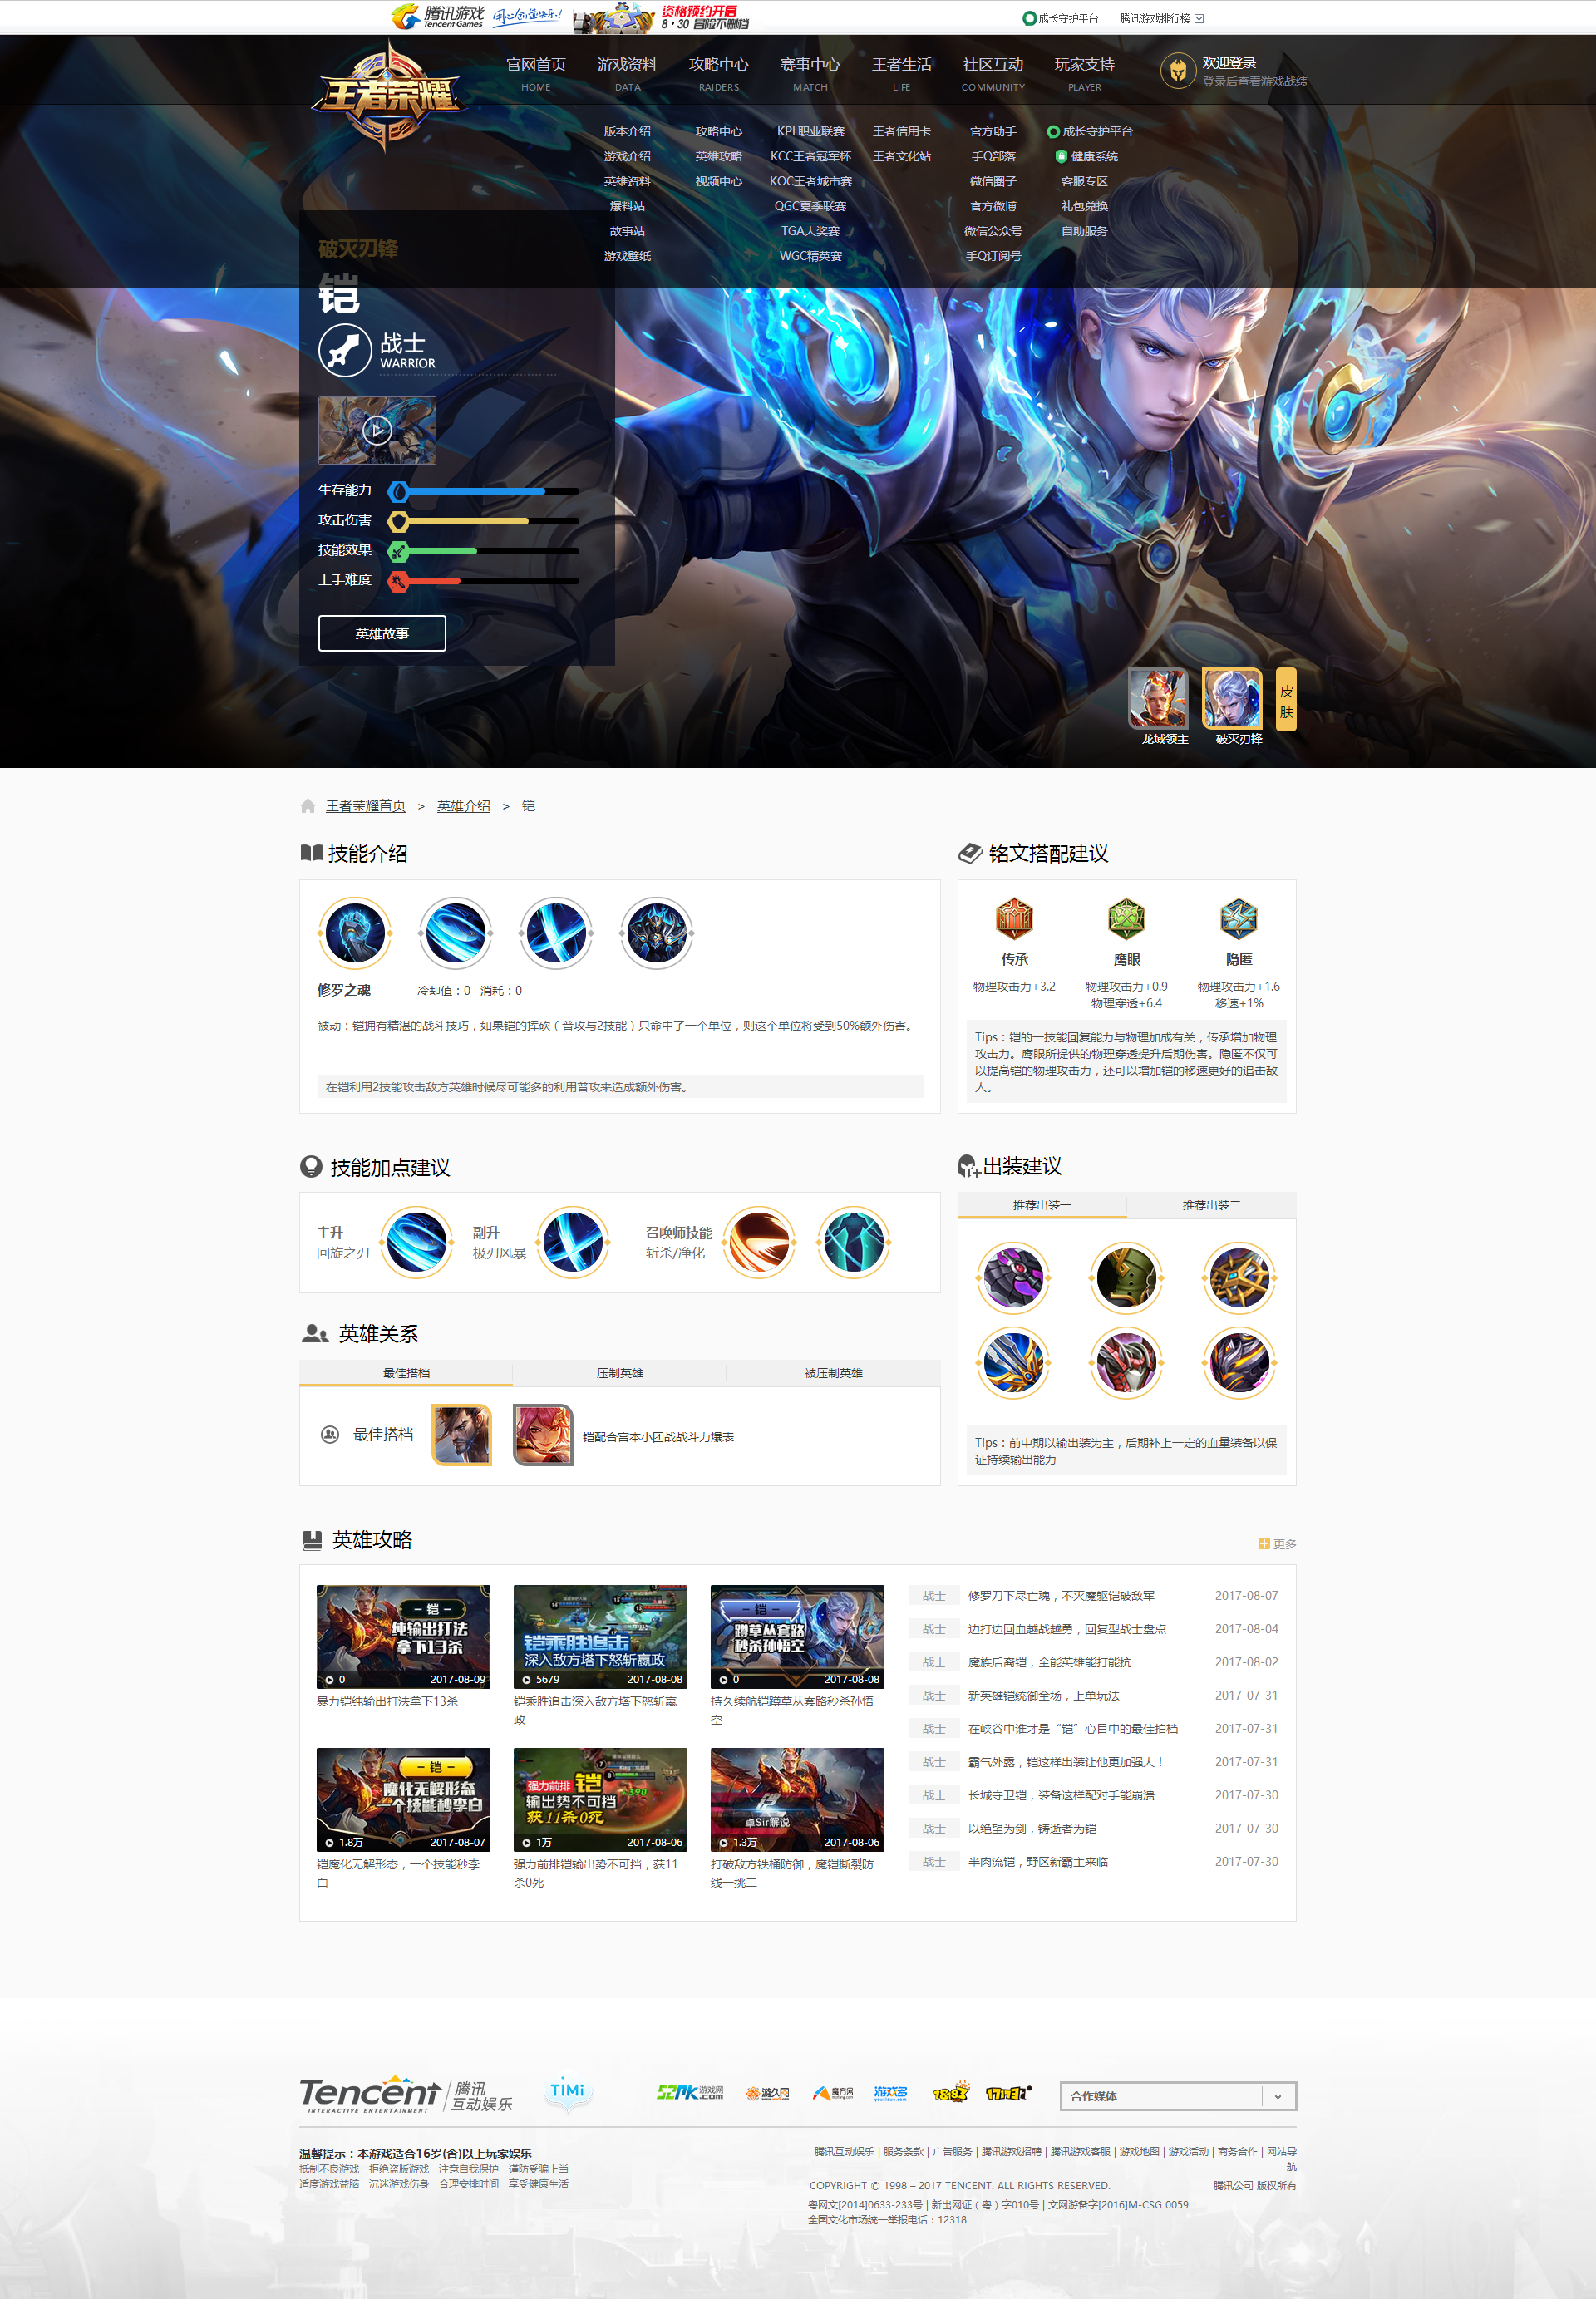 腾讯游戏
Tencent Games
用心创造快乐!
资格预约开启
8·30 冒险不删档
成长守护平台
腾讯游戏排行榜
王者荣耀
官网首页 游戏资料 攻略中心 赛事中心 王者生活 社区互动 玩家支持
HOME DATA RAIDERS MATCH LIFE COMMUNITY PLAYER
欢迎登录
登录后查看游戏战绩
版本介绍 攻略中心 KPL职业联赛 王者信用卡 官方助手 成长守护平台
游戏介绍 英雄攻略 KCC王者冠军杯 王者文化站 手Q部落 健康系统
英雄资料 视频中心 KOC王者城市赛 微信圈子 客服专区
爆料站 QGC夏季联赛 官方微博 礼包兑换
故事站 TGA大奖赛 微信公众号 自助服务
游戏壁纸 WGC精英赛 手Q订阅号
破灭刃锋
铠
战士
WARRIOR
生存能力
攻击伤害
技能效果
上手难度
英雄故事
龙域领主 破灭刃锋
皮肤
王者荣耀首页 > 英雄介绍 > 铠
技能介绍
修罗之魂 冷却值：0 消耗：0
被动：铠拥有精湛的战斗技巧，如果铠的挥砍（普攻与2技能）只命中了一个单位，则这个单位将受到50%额外伤害。
在铠利用2技能攻击敌方英雄时候尽可能多的利用普攻来造成额外伤害。
铭文搭配建议
传承 鹰眼 隐匿
物理攻击力+3.2 物理攻击力+0.9 物理攻击力+1.6
物理穿透+6.4 移速+1%
Tips：铠的一技能回复能力与物理加成有关，传承增加物理
攻击力。鹰眼所提供的物理穿透提升后期伤害。隐匿不仅可
以提高铠的物理攻击力，还可以增加铠的移速更好的追击敌
人。
技能加点建议
主升 副升 召唤师技能
回旋之刃 极刃风暴 斩杀/净化
出装建议
推荐出装一 推荐出装二
Tips：前中期以输出装为主，后期补上一定的血量装备以保
证持续输出能力
英雄关系
最佳搭档 压制英雄 被压制英雄
最佳搭档 铠配合宫本小团战战斗力爆表
英雄攻略
更多
- 铠 -
纯输出打法
拿下13杀
0 2017-08-09
暴力铠纯输出打法拿下13杀
铠乘胜追击
深入敌方塔下怒斩嬴政
5679 2017-08-08
铠乘胜追击深入敌方塔下怒斩嬴
政
- 铠 -
蹲草丛套路
秒杀孙悟空
0 2017-08-08
持久续航铠蹲草丛套路秒杀孙悟
空
- 铠 -
魔化无解形态
一个技能秒李白
1.8万 2017-08-07
铠魔化无解形态，一个技能秒李
白
强力前排 铠
输出势不可挡
获11杀0死
1万 2017-08-06
强力前排铠输出势不可挡，获11
杀0死
铠
卓Sir解说
1.3万 2017-08-06
打破敌方铁桶防御，魔铠撕裂防
线一挑二
战士 修罗刀下尽亡魂，不灭魔躯铠破敌军 2017-08-07
战士 边打边回血越战越勇，回复型战士盘点 2017-08-04
战士 魔族后裔铠，全能英雄能打能抗 2017-08-02
战士 新英雄铠统御全场，上单玩法 2017-07-31
战士 在峡谷中谁才是“铠”心目中的最佳拍档 2017-07-31
战士 霸气外露，铠这样出装让他更加强大！ 2017-07-31
战士 长城守卫铠，装备这样配对手能崩溃 2017-07-30
战士 以绝望为剑，铸逝者为铠 2017-07-30
战士 半肉流铠，野区新霸主来临 2017-07-30
Tencent 腾讯
互动娱乐
INTERACTIVE ENTERTAINMENT
TiMi
52PK.com 游戏网
游久网
魔方网
游戏多
18183
17173
合作媒体
温馨提示：本游戏适合16岁(含)以上玩家娱乐
抵制不良游戏 拒绝盗版游戏 注意自我保护 谨防受骗上当
适度游戏益脑 沉迷游戏伤身 合理安排时间 享受健康生活
腾讯互动娱乐 | 服务条款 | 广告服务 | 腾讯游戏招聘 | 腾讯游戏客服 | 游戏地图 | 游戏活动 | 商务合作 | 网站导
航
COPYRIGHT © 1998 – 2017 TENCENT. ALL RIGHTS RESERVED. 腾讯公司 版权所有
粤网文[2014]0633-233号 | 新出网证（粤）字010号 | 文网游备字[2016]M-CSG 0059
全国文化市场统一举报电话：12318